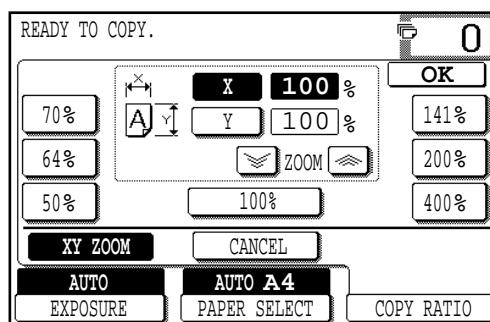 READY TO COPY.
0
OK
X
X 100 %
A
Y
Y 100 %
ZOOM
70%
64%
50%
100%
141%
200%
400%
XY ZOOM
CANCEL
AUTO
EXPOSURE
AUTO A4
PAPER SELECT
COPY RATIO